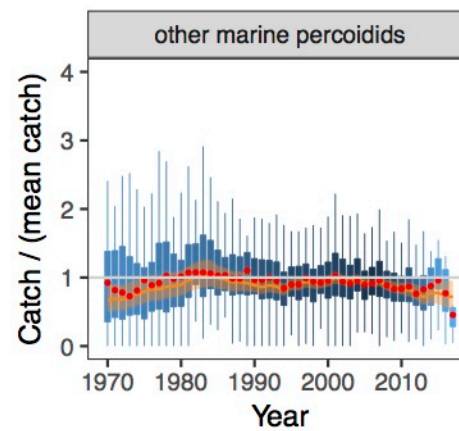 other marine percoidids
4
3
2
1
0
Catch / (mean catch)
1970 1980 1990 2000 2010
Year